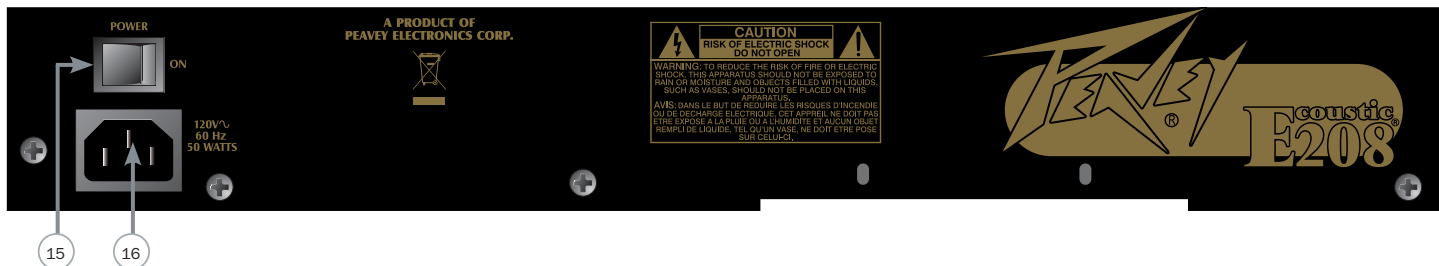 POWER
ON
120V∿
60 Hz
50 WATTS
15
16
A PRODUCT OF
PEAVEY ELECTRONICS CORP.
CAUTION
RISK OF ELECTRIC SHOCK
DO NOT OPEN
WARNING: TO REDUCE THE RISK OF FIRE OR ELECTRIC
SHOCK, THIS APPARATUS SHOULD NOT BE EXPOSED TO
RAIN OR MOISTURE AND OBJECTS FILLED WITH LIQUIDS,
SUCH AS VASES, SHOULD NOT BE PLACED ON THIS
APPARATUS.
AVIS: DANS LE BUT DE REDUIRE LES RISQUES D'INCENDIE
OU DE DECHARGE ELECTRIQUE, CET APPREIL NE DOIT PAS
ETRE EXPOSE A LA PLUIE OU A L'HUMIDITE ET AUCUN OBJET
REMPLI DE LIQUIDE, TEL QU'UN VASE, NE DOIT ETRE POSE
SUR CELUI-CI.
PEAVEY®
Ecoustic®
E208